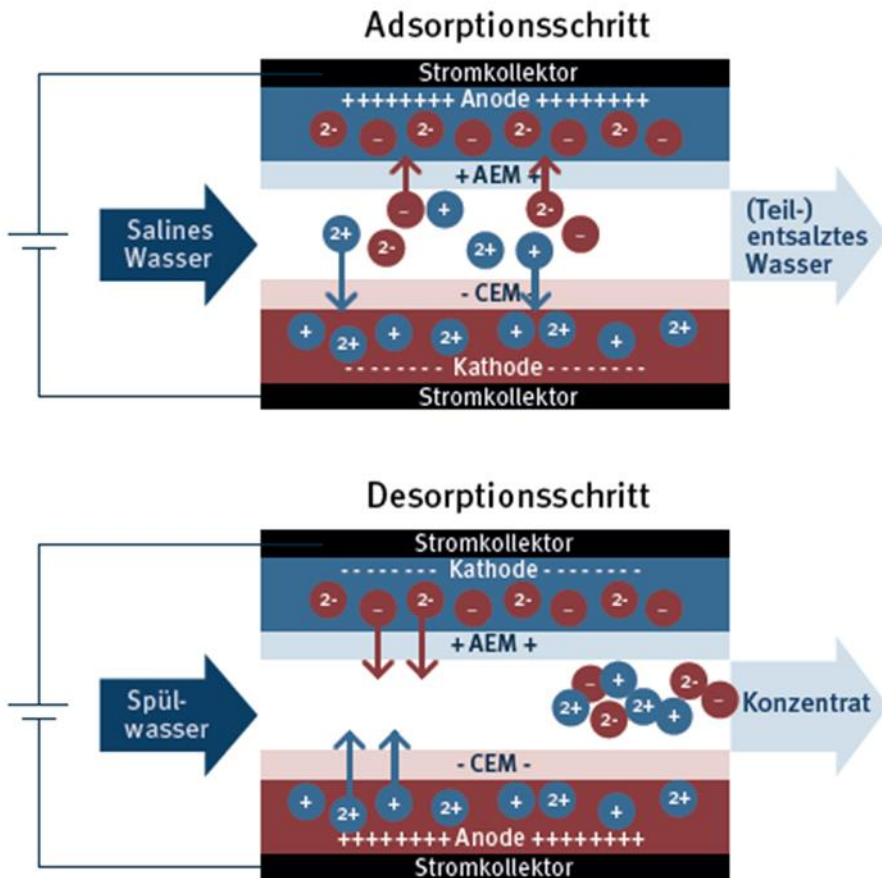 Adsorptionsschritt
Stromkollektor
++++++++ Anode ++++++++
2- – 2- – 2- – 2- –
+ AEM +
– + 2-
2+ 2- 2+ + –
Salines
Wasser
(Teil-)
entsalztes
Wasser
- CEM -
+ 2+ + 2+ + 2+ + 2+
- - - - - - - - Kathode - - - - - - - -
Stromkollektor
Desorptionsschritt
Stromkollektor
- - - - - - - - Kathode - - - - - - - -
2- – 2- – 2- – 2- –
+ AEM +
– + 2- –
2+ 2- 2+ +
Spül-
wasser
Konzentrat
- CEM -
+ 2+ + 2+ + 2+ + 2+
++++++++ Anode ++++++++
Stromkollektor